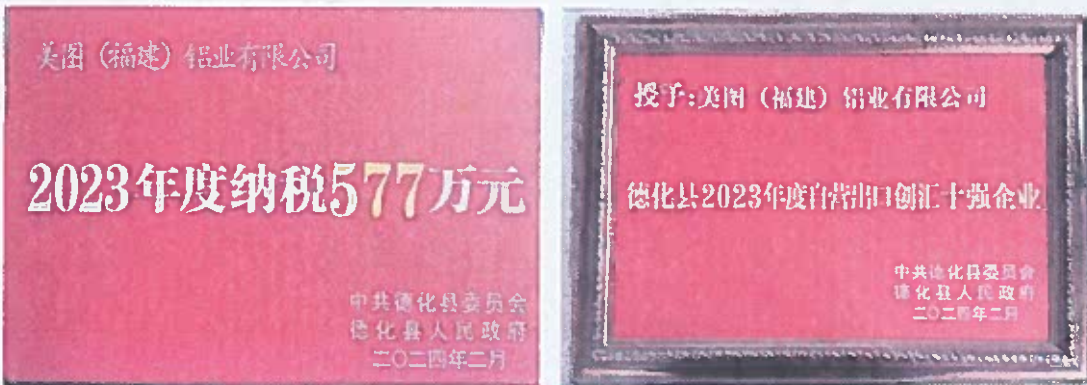 美图（福建）铝业有限公司
2023年度纳税577万元
中共德化县委员会
德化县人民政府
二〇二四年二月
授予:美图（福建）铝业有限公司
德化县2023年度自营出口创汇十强企业
中共德化县委员会
德化县人民政府
二〇二四年二月